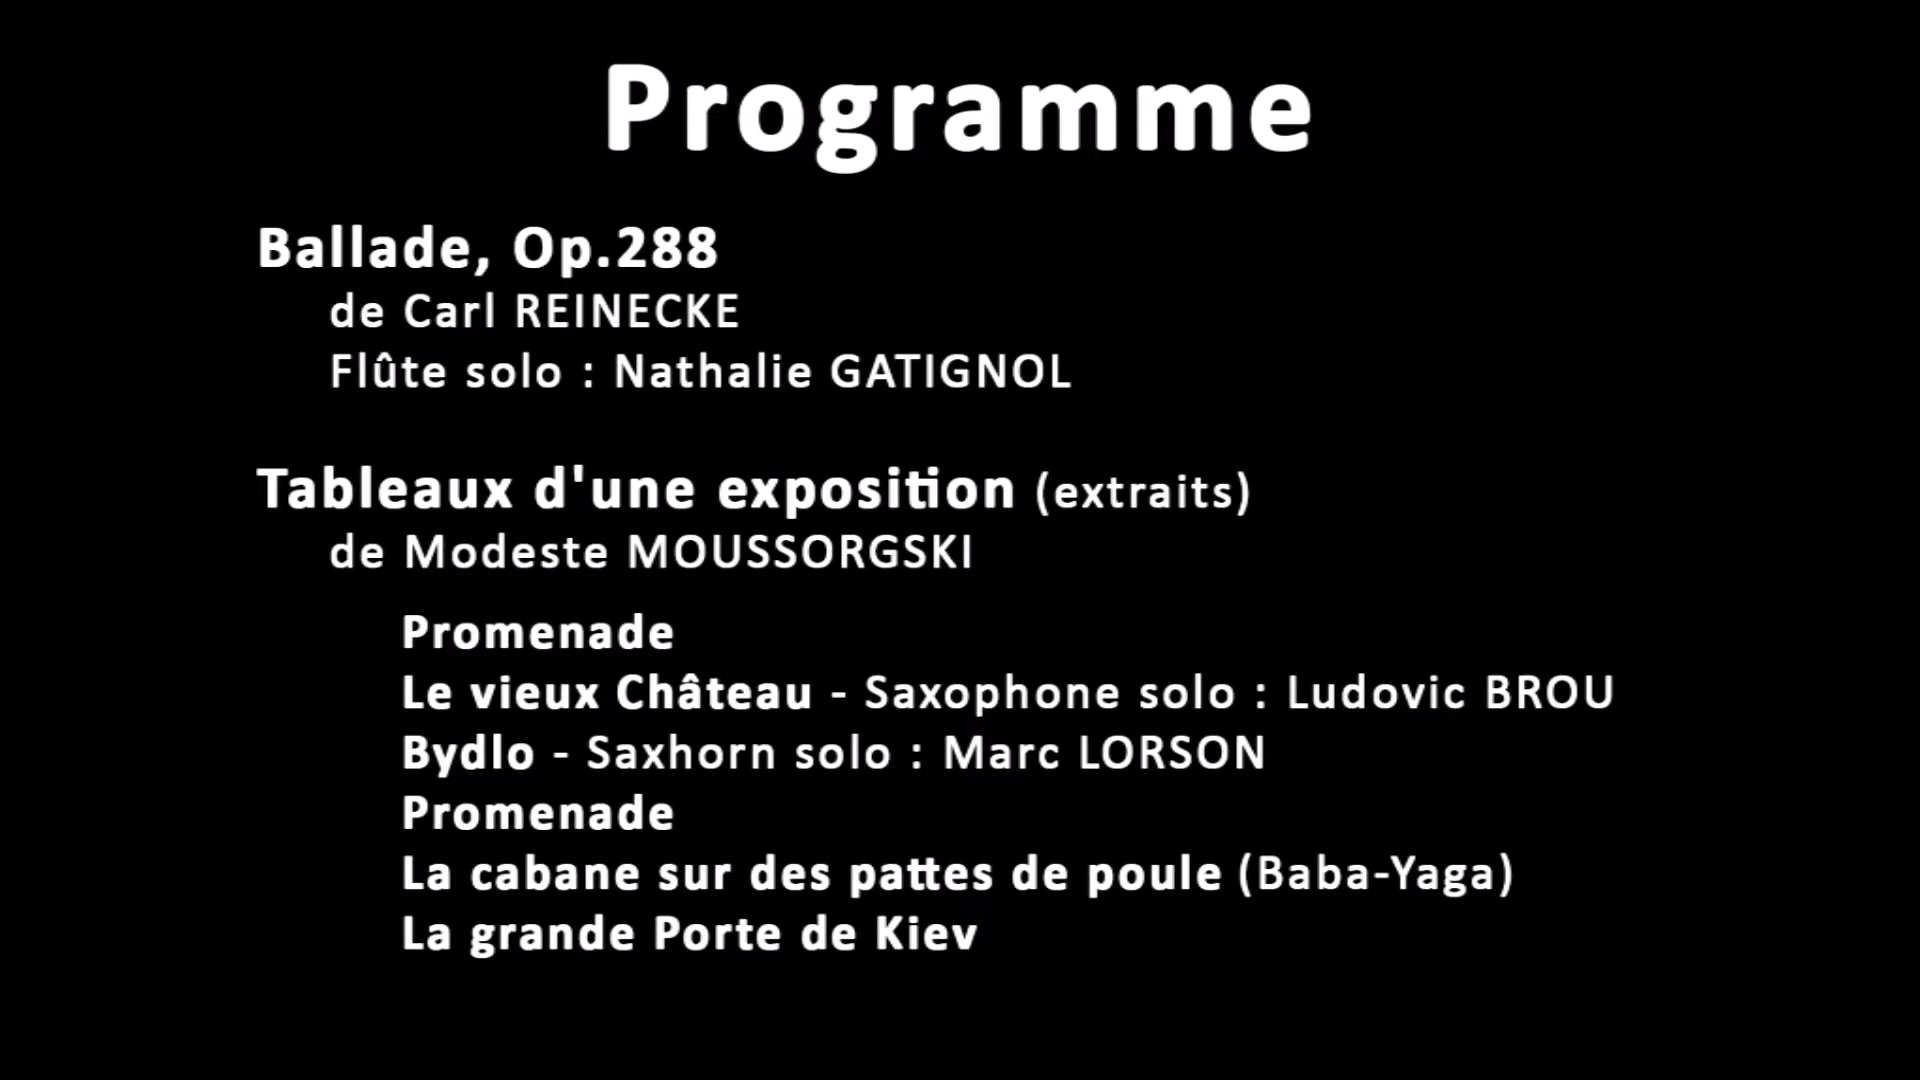 Programme
Ballade, Op.288
de Carl REINECKE
Flûte solo : Nathalie GATIGNOL
Tableaux d'une exposition (extraits)
de Modeste MOUSSORGSKI
Promenade
Le vieux Château - Saxophone solo : Ludovic BROU
Bydlo - Saxhorn solo : Marc LORSON
Promenade
La cabane sur des pattes de poule (Baba-Yaga)
La grande Porte de Kiev